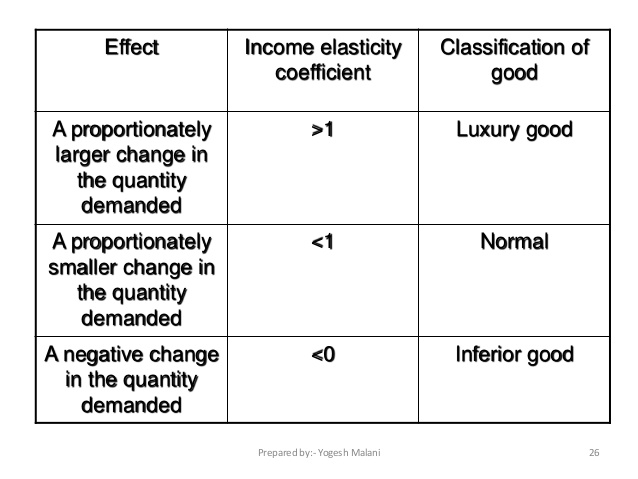 Effect
Income elasticity
coefficient
Classification of
good
A proportionately
larger change in
the quantity
demanded
>1
Luxury good
A proportionately
smaller change in
the quantity
demanded
<1
Normal
A negative change
in the quantity
demanded
<0
Inferior good
Prepared by:- Yogesh Malani
26